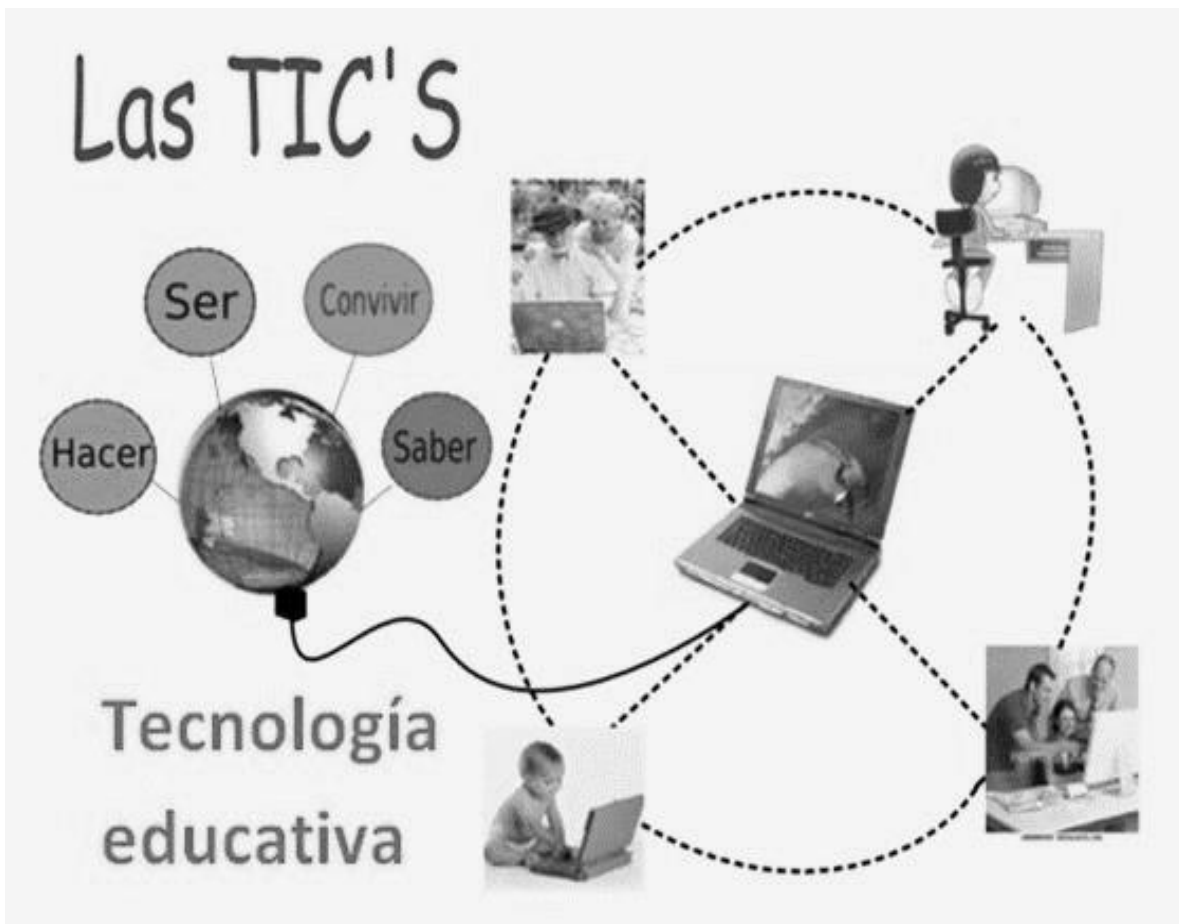 Las TIC'S
Ser
Convivir
Hacer
Saber
Tecnología
educativa